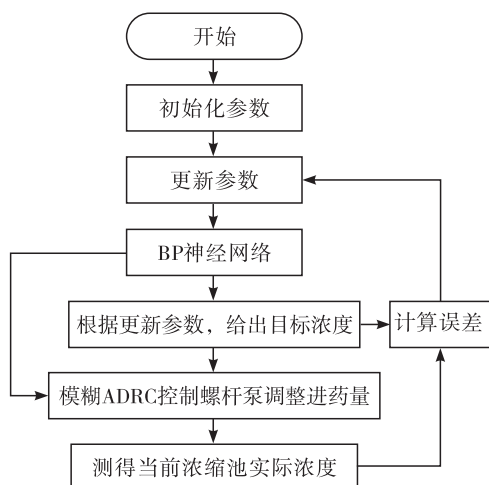 开始
初始化参数
更新参数
BP神经网络
根据更新参数，给出目标浓度
计算误差
模糊ADRC控制螺杆泵调整进药量
测得当前浓缩池实际浓度